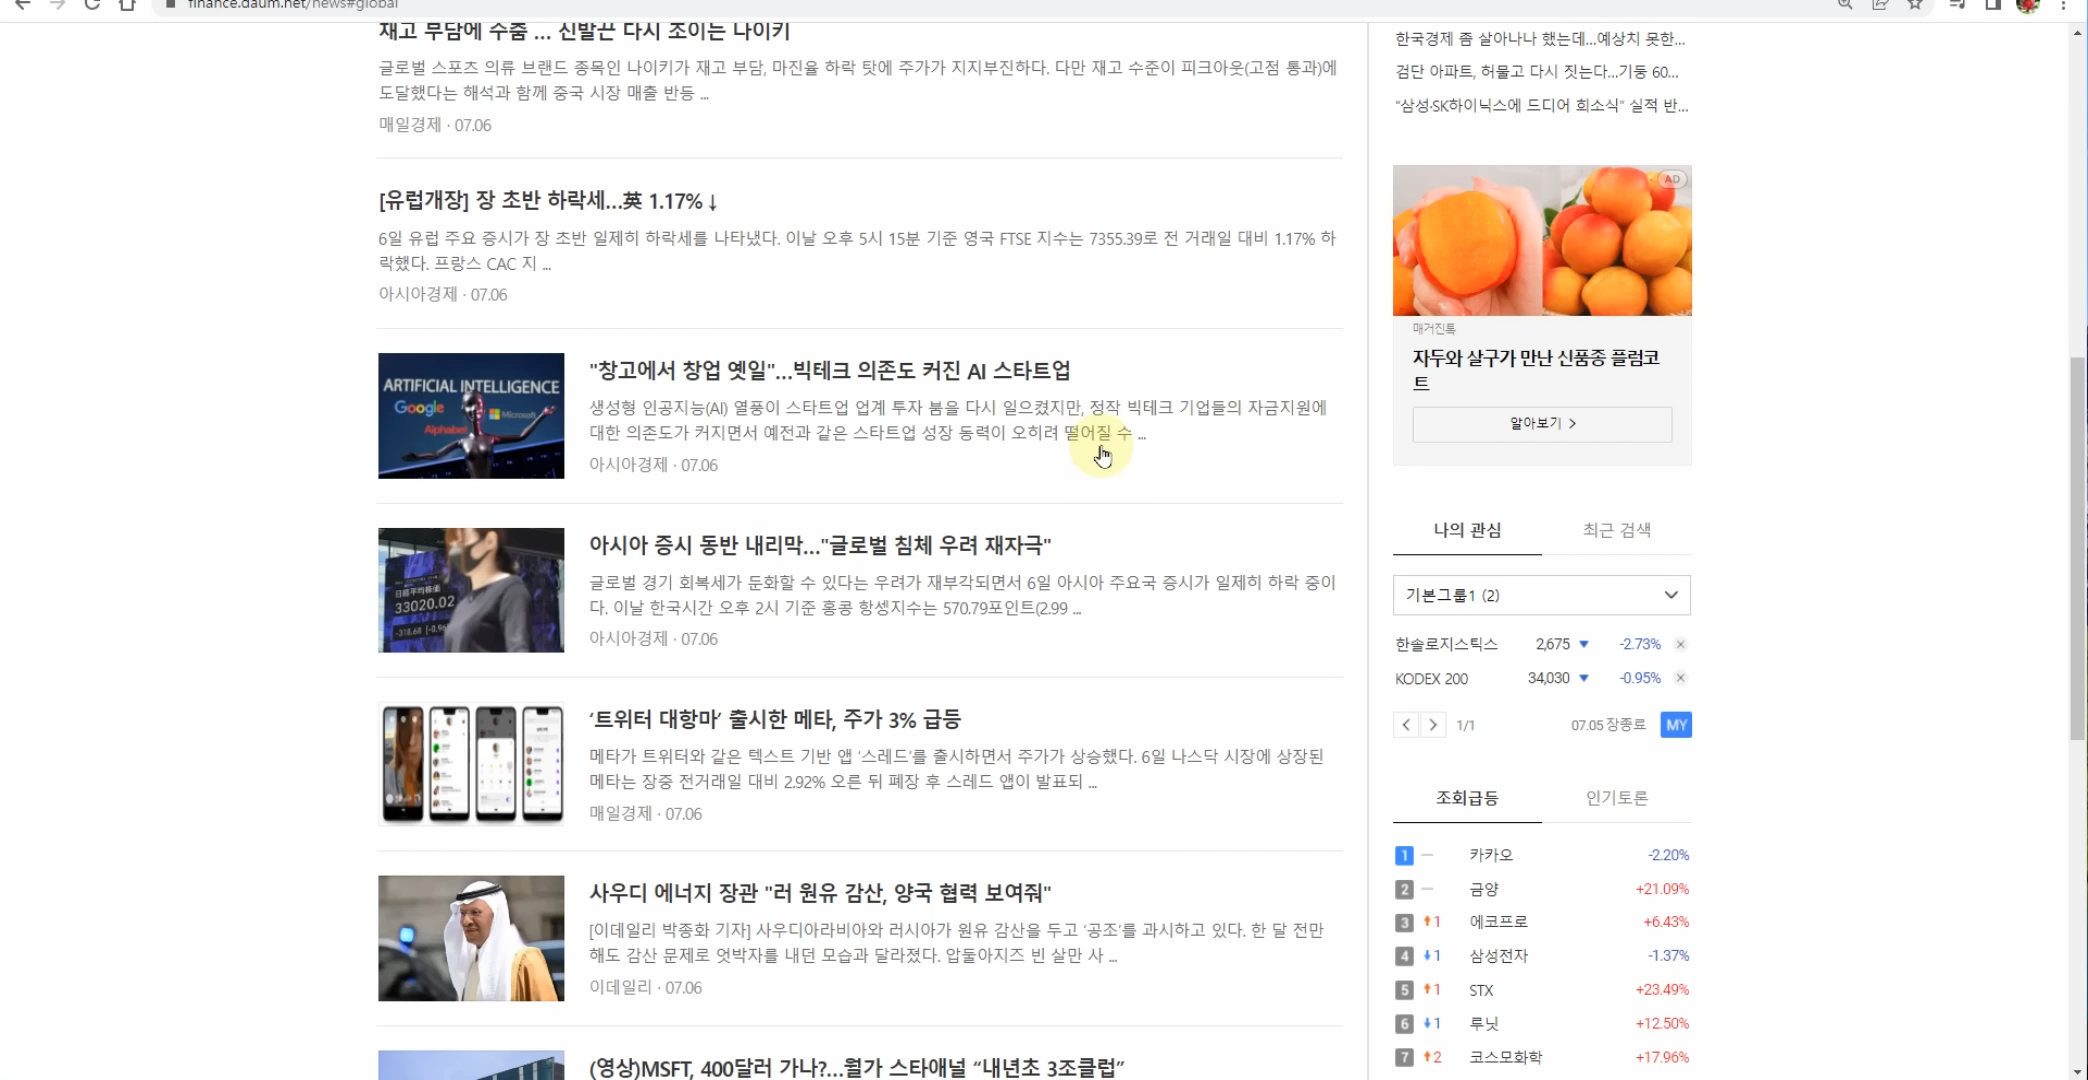 finance.daum.net/news#global
재고 부담에 주춤 ... 신발끈 다시 조이는 나이키
글로벌 스포츠 의류 브랜드 종목인 나이키가 재고 부담, 마진율 하락 탓에 주가가 지지부진하다. 다만 재고 수준이 피크아웃(고점 통과)에
도달했다는 해석과 함께 중국 시장 매출 반등 ...
매일경제 · 07.06
[유럽개장] 장 초반 하락세...英 1.17%↓
6일 유럽 주요 증시가 장 초반 일제히 하락세를 나타냈다. 이날 오후 5시 15분 기준 영국 FTSE 지수는 7355.39로 전 거래일 대비 1.17% 하
락했다. 프랑스 CAC 지 ...
아시아경제 · 07.06
ARTIFICIAL INTELLIGENCE
Google
Microsoft
Alphabet
"창고에서 창업 옛일"...빅테크 의존도 커진 AI 스타트업
생성형 인공지능(AI) 열풍이 스타트업 업계 투자 붐을 다시 일으켰지만, 정작 빅테크 기업들의 자금지원에
대한 의존도가 커지면서 예전과 같은 스타트업 성장 동력이 오히려 떨어질 수 ...
아시아경제 · 07.06
日経平均株価
33020.02
아시아 증시 동반 내리막..."글로벌 침체 우려 재자극"
글로벌 경기 회복세가 둔화할 수 있다는 우려가 재부각되면서 6일 아시아 주요국 증시가 일제히 하락 중이
다. 이날 한국시간 오후 2시 기준 홍콩 항셍지수는 570.79포인트(2.99 ...
아시아경제 · 07.06
‘트위터 대항마’ 출시한 메타, 주가 3% 급등
메타가 트위터와 같은 텍스트 기반 앱 ‘스레드’를 출시하면서 주가가 상승했다. 6일 나스닥 시장에 상장된
메타는 장중 전거래일 대비 2.92% 오른 뒤 폐장 후 스레드 앱이 발표되 ...
매일경제 · 07.06
사우디 에너지 장관 "러 원유 감산, 양국 협력 보여줘"
[이데일리 박종화 기자] 사우디아라비아와 러시아가 원유 감산을 두고 ‘공조’를 과시하고 있다. 한 달 전만
해도 감산 문제로 엇박자를 내던 모습과 달라졌다. 압둘아지즈 빈 살만 사 ...
이데일리 · 07.06
(영상)MSFT, 400달러 가나?...월가 스타애널 “내년초 3조클럽”
한국경제 좀 살아나나 했는데...예상치 못한...
검단 아파트, 허물고 다시 짓는다...기둥 60...
“삼성·SK하이닉스에 드디어 희소식” 실적 반...
AD
매거진톡
자두와 살구가 만난 신품종 플럼코
트
알아보기 >
나의 관심 최근 검색
기본그룹1 (2)
한솔로지스틱스 2,675 ▼ -2.73% ×
KODEX 200 34,030 ▼ -0.95% ×
< > 1/1 07.05 장종료 MY
조회급등 인기토론
1 – 카카오 -2.20%
2 – 금양 +21.09%
3 ↑1 에코프로 +6.43%
4 ↓1 삼성전자 -1.37%
5 ↑1 STX +23.49%
6 ↓1 루닛 +12.50%
7 ↑2 코스모화학 +17.96%